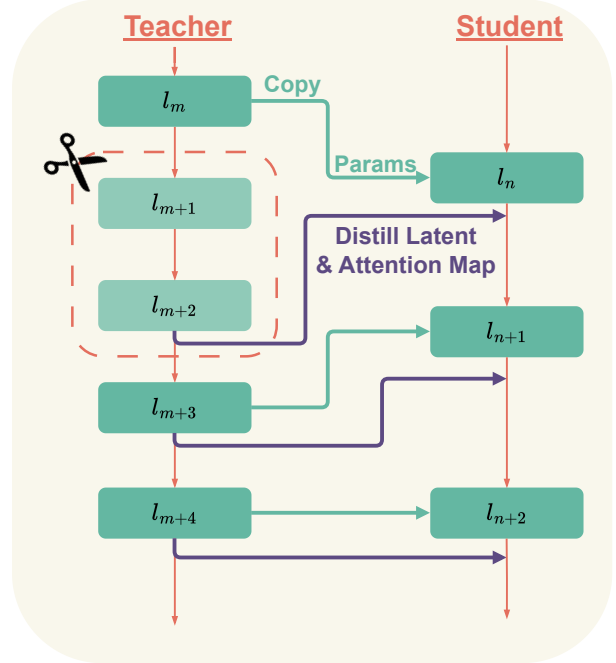 Teacher
Student
Copy
l_m
Params
l_n
l_{m+1}
Distill Latent
& Attention Map
l_{m+2}
l_{n+1}
l_{m+3}
l_{m+4}
l_{n+2}